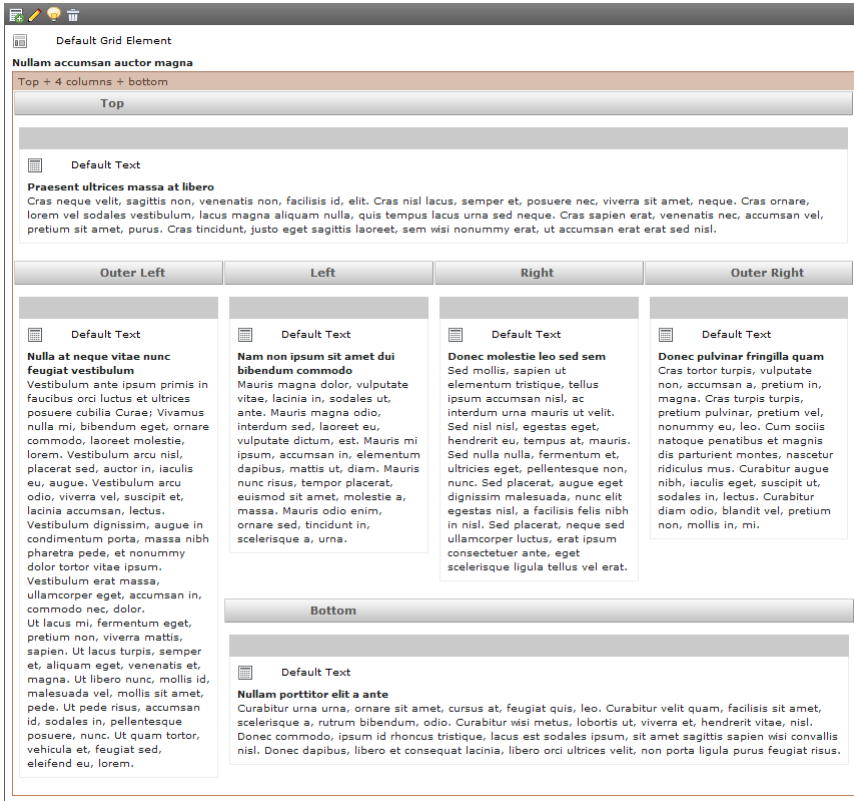 Default Grid Element
Nullam accumsan auctor magna
Top + 4 columns + bottom
Top
Default Text
Praesent ultrices massa at libero
Cras neque velit, sagittis non, venenatis non, facilisis id, elit. Cras nisl lacus, semper et, posuere nec, viverra sit amet, neque. Cras ornare,
lorem vel sodales vestibulum, lacus magna aliquam nulla, quis tempus lacus urna sed neque. Cras sapien erat, venenatis nec, accumsan vel,
pretium sit amet, purus. Cras tincidunt, justo eget sagittis laoreet, sem wisi nonummy erat, ut accumsan erat erat sed nisl.
Outer Left
Default Text
Nulla at neque vitae nunc
feugiat vestibulum
Vestibulum ante ipsum primis in
faucibus orci luctus et ultrices
posuere cubilia Curae; Vivamus
nulla mi, bibendum eget, ornare
commodo, laoreet molestie,
lorem. Vestibulum arcu nisl,
placerat sed, auctor in, iaculis
eu, augue. Vestibulum arcu
odio, viverra vel, suscipit et,
lacinia accumsan, lectus.
Vestibulum dignissim, augue in
condimentum porta, massa nibh
pharetra pede, et nonummy
dolor tortor vitae ipsum.
Vestibulum erat massa,
ullamcorper eget, accumsan in,
commodo nec, dolor.
Ut lacus mi, fermentum eget,
pretium non, viverra mattis,
sapien. Ut lacus turpis, semper
et, aliquam eget, venenatis et,
magna. Ut libero nunc, mollis id,
malesuada vel, mollis sit amet,
pede. Ut pede risus, accumsan
id, sodales in, pellentesque
posuere, nunc. Ut quam tortor,
vehicula et, feugiat sed,
eleifend eu, lorem.
Left
Default Text
Nam non ipsum sit amet dui
bibendum commodo
Mauris magna dolor, vulputate
vitae, lacinia in, sodales ut,
ante. Mauris magna odio,
interdum sed, laoreet eu,
vulputate dictum, est. Mauris mi
ipsum, accumsan in, elementum
dapibus, mattis ut, diam. Mauris
nunc risus, tempor placerat,
euismod sit amet, molestie a,
massa. Mauris odio enim,
ornare sed, tincidunt in,
scelerisque a, urna.
Right
Default Text
Donec molestie leo sed sem
Sed mollis, sapien ut
elementum tristique, tellus
ipsum accumsan nisl, ac
interdum urna mauris ut velit.
Sed nisl nisl, egestas eget,
hendrerit eu, tempus at, mauris.
Sed nulla nulla, fermentum et,
ultricies eget, pellentesque non,
nunc. Sed placerat, augue eget
dignissim malesuada, nunc elit
egestas nisl, a facilisis felis nibh
in nisl. Sed placerat, neque sed
ullamcorper luctus, erat ipsum
consectetuer ante, eget
scelerisque ligula tellus vel erat.
Outer Right
Default Text
Donec pulvinar fringilla quam
Cras tortor turpis, vulputate
non, accumsan a, pretium in,
magna. Cras turpis turpis,
pretium pulvinar, pretium vel,
nonummy eu, leo. Cum sociis
natoque penatibus et magnis
dis parturient montes, nascetur
ridiculus mus. Curabitur augue
nibh, iaculis eget, suscipit ut,
sodales in, lectus. Curabitur
diam odio, blandit vel, pretium
non, mollis in, mi.
Bottom
Default Text
Nullam porttitor elit a ante
Curabitur urna urna, ornare sit amet, cursus at, feugiat quis, leo. Curabitur velit quam, facilisis sit amet,
scelerisque a, rutrum bibendum, odio. Curabitur wisi metus, lobortis ut, viverra et, hendrerit vitae, nisl.
Donec commodo, ipsum id rhoncus tristique, lacus est sodales ipsum, sit amet sagittis sapien wisi convallis
nisl. Donec dapibus, libero et consequat lacinia, libero orci ultrices velit, non porta ligula purus feugiat risus.